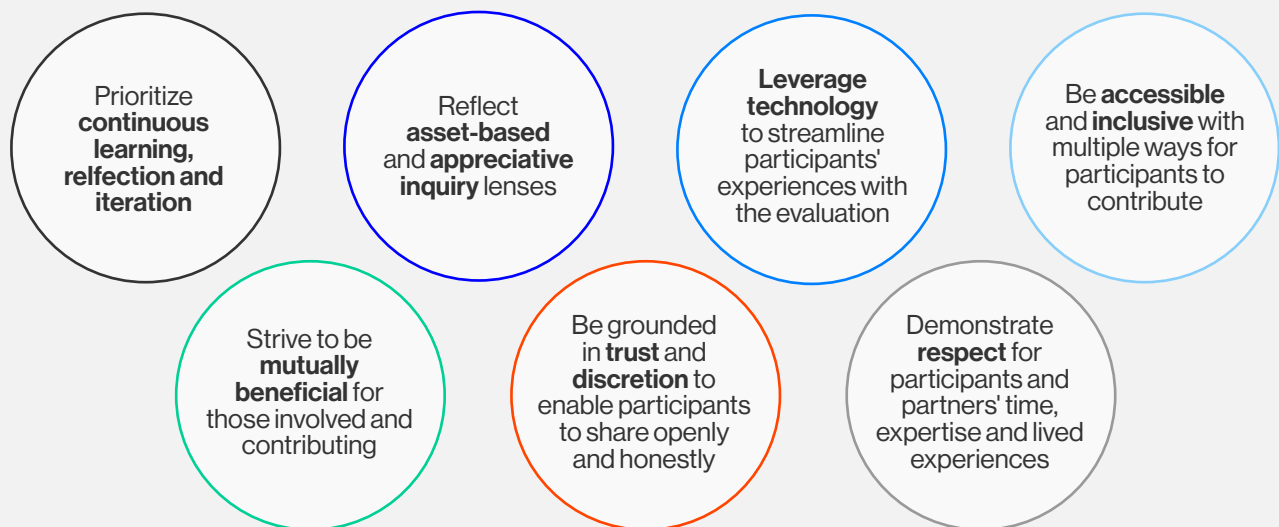 Prioritize
continuous
learning,
relfection and
iteration
Reflect
asset-based
and appreciative
inquiry lenses
Leverage
technology
to streamline
participants'
experiences with
the evaluation
Be accessible
and inclusive with
multiple ways for
participants to
contribute
Strive to be
mutually
beneficial for
those involved and
contributing
Be grounded
in trust and
discretion to
enable participants
to share openly
and honestly
Demonstrate
respect for
participants and
partners' time,
expertise and lived
experiences